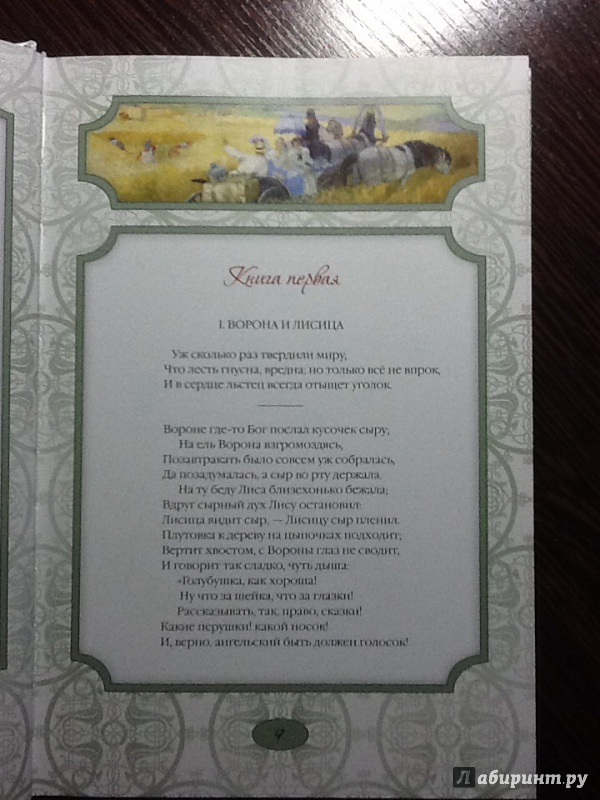 Книга первая
I. ВОРОНА И ЛИСИЦА
Уж сколько раз твердили миру,
Что лесть гнусна, вредна; но только всё не впрок,
И в сердце льстец всегда отыщет уголок.
Вороне где-то Бог послал кусочек сыру;
На ель Ворона взгромоздясь,
Позавтракать было совсем уж собралась,
Да позадумалась, а сыр во рту держала.
На ту беду Лиса близехонько бежала;
Вдруг сырный дух Лису остановил:
Лисица видит сыр, — Лисицу сыр пленил.
Плутовка к дереву на цыпочках подходит;
Вертит хвостом, с Вороны глаз не сводит,
И говорит так сладко, чуть дыша:
«Голубушка, как хороша!
Ну что за шейка, что за глазки!
Рассказывать, так, право, сказки!
Какие перушки! какой носок!
И, верно, ангельский быть должен голосок!
9
Лабиринт.ру